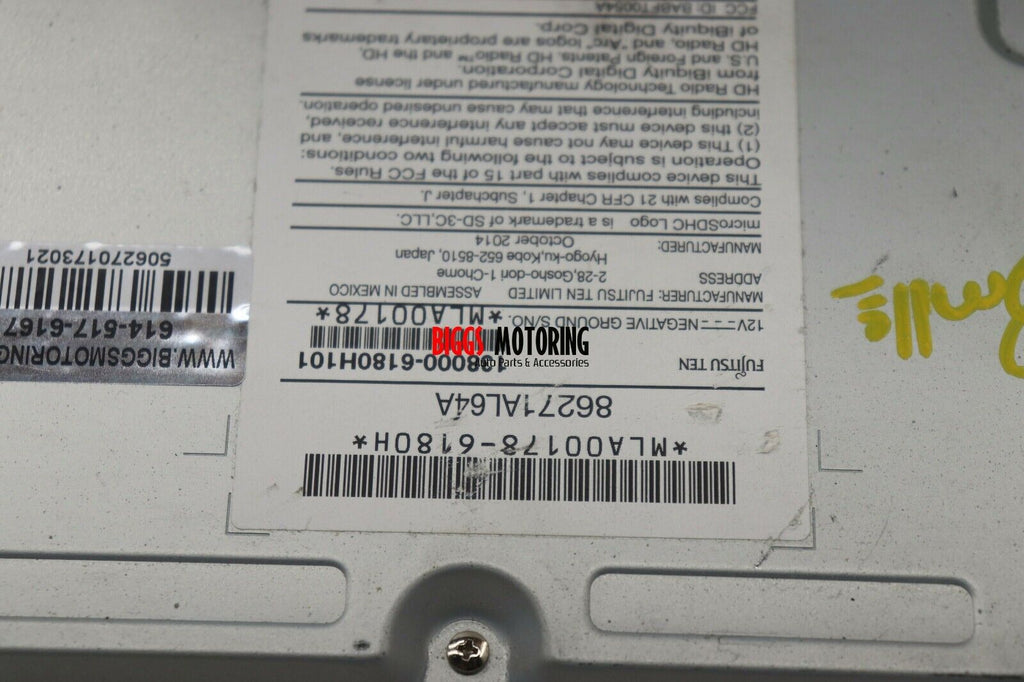 *MLA00178-6180H*
86271AL64A
FUJITSU TEN
12V⎓ NEGATIVE GROUND S/NO. *MLA00178*
MANUFACTURER: FUJITSU TEN LIMITED ASSEMBLED IN MEXICO
ADDRESS 2-28,Gosho-dori 1-Chome
Hyogo-ku,Kobe 652-8510, Japan
MANUFACTURED: October 2014
microSDHC Logo is a trademark of SD-3C,LLC.
Complies with 21 CFR Chapter 1, Subchapter J.
This device complies with part 15 of the FCC Rules.
Operation is subject to the following two conditions:
(1) This device may not cause harmful interference, and
(2) this device must accept any interference received,
including interference that may cause undesired operation.
HD Radio Technology manufactured under license
from iBiquity Digital Corporation.
U.S. and Foreign Patents. HD Radio™ and the HD,
HD Radio, and "Arc" logos are proprietary trademarks
of iBiquity Digital Corp.
FCC ID: BABFT0054A
WWW.BIGGSMOTORING
614-517-6167
506270173021
BIGGS MOTORING
Auto Parts & Accessories